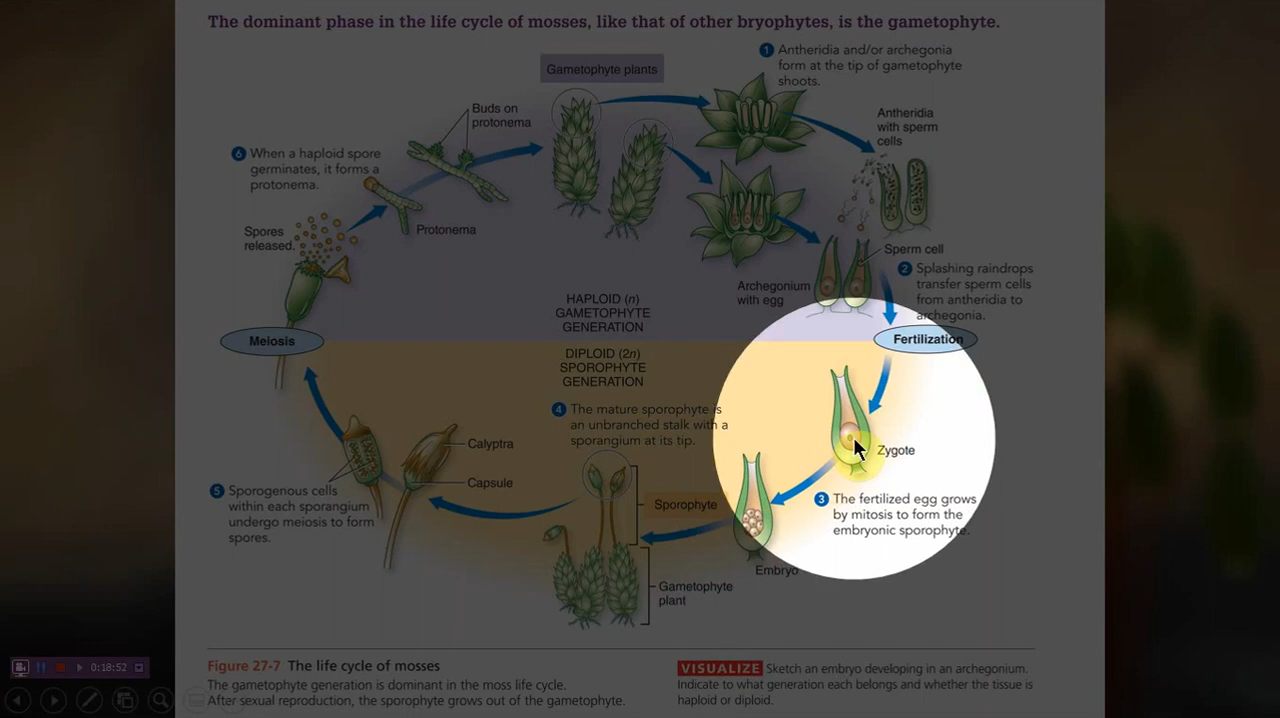 The dominant phase in the life cycle of mosses, like that of other bryophytes, is the gametophyte.
Gametophyte plants
1 Antheridia and/or archegonia
form at the tip of gametophyte
shoots.
Buds on
protonema
Antheridia
with sperm
cells
6 When a haploid spore
germinates, it forms a
protonema.
Spores
released.
Protonema
Sperm cell
2 Splashing raindrops
transfer sperm cells
from antheridia to
archegonia.
Archegonium
with egg
HAPLOID (n)
GAMETOPHYTE
GENERATION
Meiosis
Fertilization
DIPLOID (2n)
SPOROPHYTE
GENERATION
4 The mature sporophyte is
an unbranched stalk with a
sporangium at its tip.
Calyptra
Capsule
Zygote
5 Sporogenous cells
within each sporangium
undergo meiosis to form
spores.
Sporophyte
3 The fertilized egg grows
by mitosis to form the
embryonic sporophyte.
Embryo
Gametophyte
plant
Figure 27-7 The life cycle of mosses
The gametophyte generation is dominant in the moss life cycle.
After sexual reproduction, the sporophyte grows out of the gametophyte.
VISUALIZE Sketch an embryo developing in an archegonium.
Indicate to what generation each belongs and whether the tissue is
haploid or diploid.
0:18:52